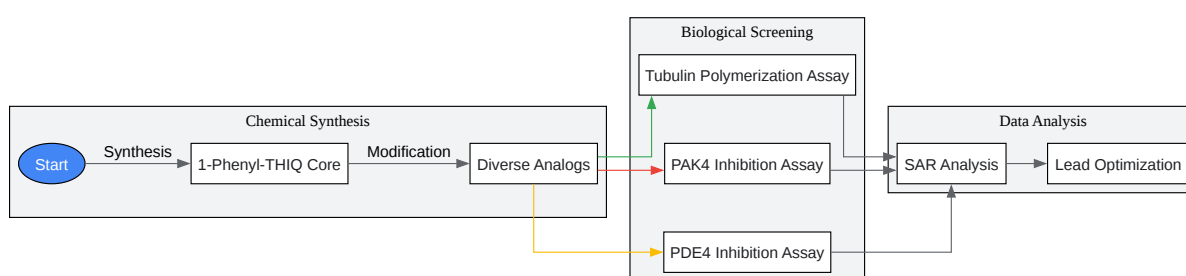 Biological Screening
Tubulin Polymerization Assay
Chemical Synthesis
Data Analysis
Start
Synthesis
1-Phenyl-THIQ Core
Modification
Diverse Analogs
PAK4 Inhibition Assay
SAR Analysis
Lead Optimization
PDE4 Inhibition Assay